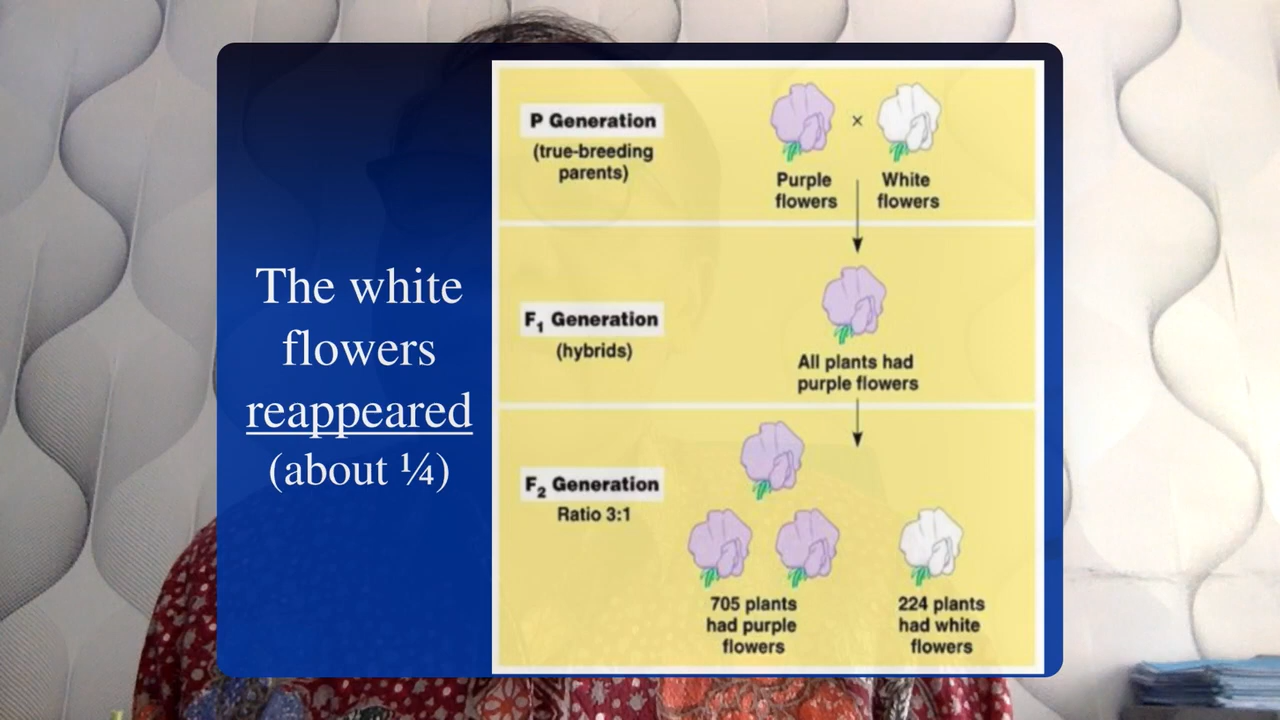 The white
flowers
reappeared
(about ¼)
P Generation
(true-breeding
parents)
×
Purple
flowers
White
flowers
F₁ Generation
(hybrids)
All plants had
purple flowers
F₂ Generation
Ratio 3:1
705 plants
had purple
flowers
224 plants
had white
flowers